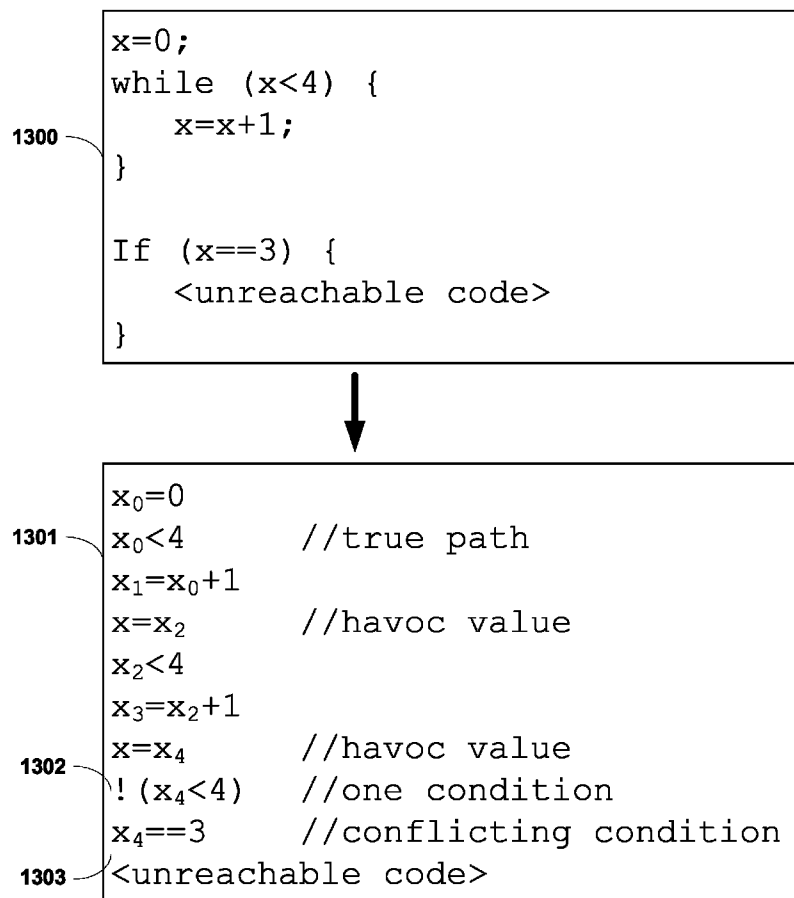 x=0;
while (x<4) {
x=x+1;
1300
}
If (x==3) {
<unreachable code>
}
x₀=0
1301
x₀<4 //true path
x₁=x₀+1
x=x₂ //havoc value
x₂<4
x₃=x₂+1
x=x₄ //havoc value
1302
!(x₄<4) //one condition
x₄==3 //conflicting condition
1303
<unreachable code>